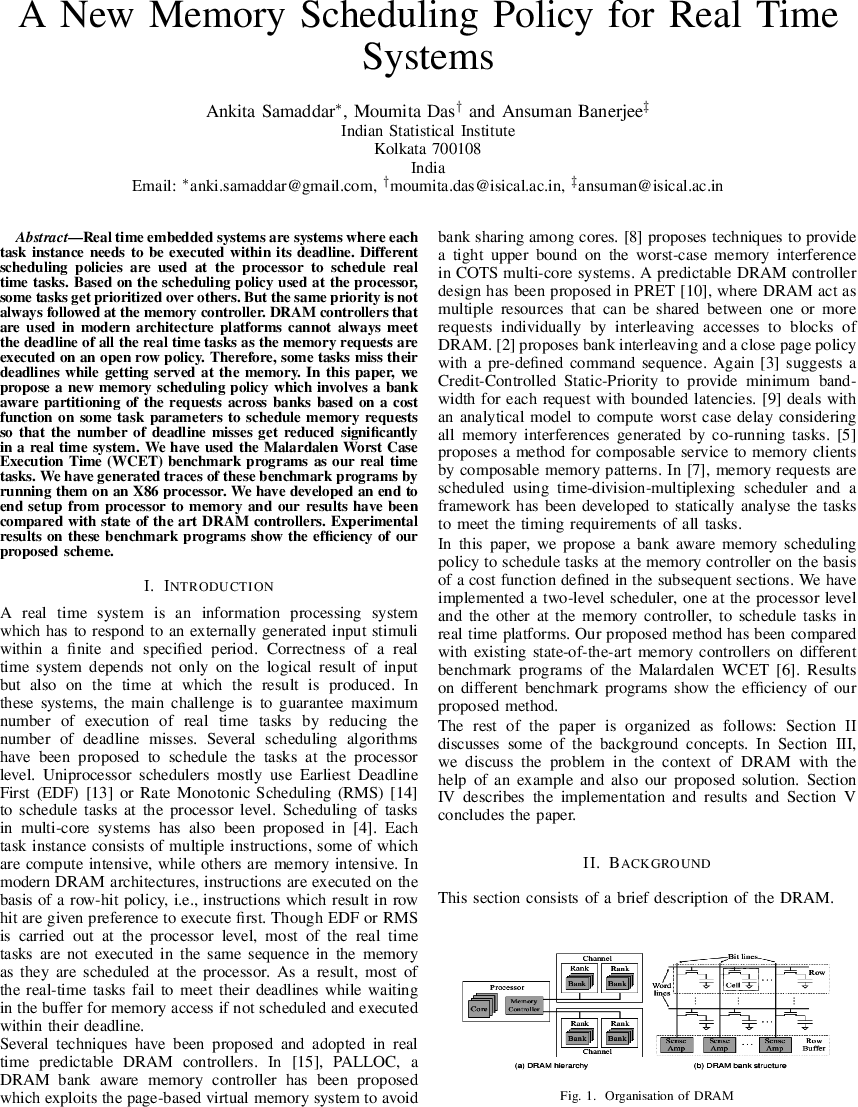 A New Memory Scheduling Policy for Real Time
Systems
Ankita Samaddar*, Moumita Das† and Ansuman Banerjee‡
Indian Statistical Institute
Kolkata 700108
India
Email: *anki.samaddar@gmail.com, †moumita.das@isical.ac.in, ‡ansuman@isical.ac.in
Abstract—Real time embedded systems are systems where each
task instance needs to be executed within its deadline. Different
scheduling policies are used at the processor to schedule real
time tasks. Based on the scheduling policy used at the processor,
some tasks get prioritized over others. But the same priority is not
always followed at the memory controller. DRAM controllers that
are used in modern architecture platforms cannot always meet
the deadline of all the real time tasks as the memory requests are
executed on an open row policy. Therefore, some tasks miss their
deadlines while getting served at the memory. In this paper, we
propose a new memory scheduling policy which involves a bank
aware partitioning of the requests across banks based on a cost
function on some task parameters to schedule memory requests
so that the number of deadline misses get reduced significantly
in a real time system. We have used the Malardalen Worst Case
Execution Time (WCET) benchmark programs as our real time
tasks. We have generated traces of these benchmark programs by
running them on an X86 processor. We have developed an end to
end setup from processor to memory and our results have been
compared with state of the art DRAM controllers. Experimental
results on these benchmark programs show the efficiency of our
proposed scheme.
I. INTRODUCTION
A real time system is an information processing system
which has to respond to an externally generated input stimuli
within a finite and specified period. Correctness of a real
time system depends not only on the logical result of input
but also on the time at which the result is produced. In
these systems, the main challenge is to guarantee maximum
number of execution of real time tasks by reducing the
number of deadline misses. Several scheduling algorithms
have been proposed to schedule the tasks at the processor
level. Uniprocessor schedulers mostly use Earliest Deadline
First (EDF) [13] or Rate Monotonic Scheduling (RMS) [14]
to schedule tasks at the processor level. Scheduling of tasks
in multi-core systems has also been proposed in [4]. Each
task instance consists of multiple instructions, some of which
are compute intensive, while others are memory intensive. In
modern DRAM architectures, instructions are executed on the
basis of a row-hit policy, i.e., instructions which result in row
hit are given preference to execute first. Though EDF or RMS
is carried out at the processor level, most of the real time
tasks are not executed in the same sequence in the memory
as they are scheduled at the processor. As a result, most of
the real-time tasks fail to meet their deadlines while waiting
in the buffer for memory access if not scheduled and executed
within their deadline.
Several techniques have been proposed and adopted in real
time predictable DRAM controllers. In [15], PALLOC, a
DRAM bank aware memory controller has been proposed
which exploits the page-based virtual memory system to avoid
bank sharing among cores. [8] proposes techniques to provide
a tight upper bound on the worst-case memory interference
in COTS multi-core systems. A predictable DRAM controller
design has been proposed in PRET [10], where DRAM act as
multiple resources that can be shared between one or more
requests individually by interleaving accesses to blocks of
DRAM. [2] proposes bank interleaving and a close page policy
with a pre-defined command sequence. Again [3] suggests a
Credit-Controlled Static-Priority to provide minimum band-
width for each request with bounded latencies. [9] deals with
an analytical model to compute worst case delay considering
all memory interferences generated by co-running tasks. [5]
proposes a method for composable service to memory clients
by composable memory patterns. In [7], memory requests are
scheduled using time-division-multiplexing scheduler and a
framework has been developed to statically analyse the tasks
to meet the timing requirements of all tasks.
In this paper, we propose a bank aware memory scheduling
policy to schedule tasks at the memory controller on the basis
of a cost function defined in the subsequent sections. We have
implemented a two-level scheduler, one at the processor level
and the other at the memory controller, to schedule tasks in
real time platforms. Our proposed method has been compared
with existing state-of-the-art memory controllers on different
benchmark programs of the Malardalen WCET [6]. Results
on different benchmark programs show the efficiency of our
proposed method.
The rest of the paper is organized as follows: Section II
discusses some of the background concepts. In Section III,
we discuss the problem in the context of DRAM with the
help of an example and also our proposed solution. Section
IV describes the implementation and results and Section V
concludes the paper.
II. BACKGROUND
This section consists of a brief description of the DRAM.
Channel
Rank Rank
Bank Bank
Processor
Core
Memory
Controller
Rank Rank
Bank Bank
Channel
(a) DRAM hierarchy
Bit lines
Word
lines
Cell
Row
Sense
Amp
Sense
Amp
Sense
Amp
Row
Buffer
(b) DRAM bank structure
Fig. 1. Organisation of DRAM